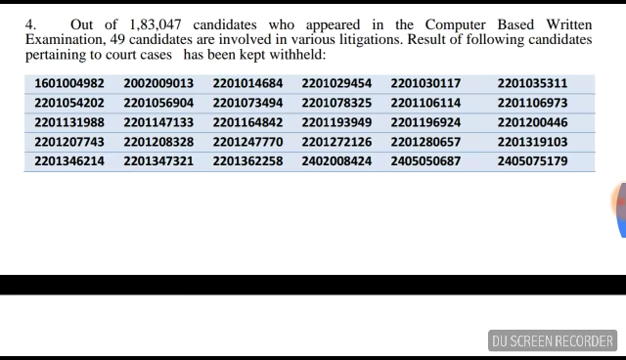 4. Out of 1,83,047 candidates who appeared in the Computer Based Written
Examination, 49 candidates are involved in various litigations. Result of following candidates
pertaining to court cases has been kept withheld:
1601004982 2002009013 2201014684 2201029454 2201030117 2201035311
2201054202 2201056904 2201073494 2201078325 2201106114 2201106973
2201131988 2201147133 2201164842 2201193949 2201196924 2201200446
2201207743 2201208328 2201247770 2201272126 2201280657 2201319103
2201346214 2201347321 2201362258 2402008424 2405050687 2405075179
DU SCREEN RECORDER